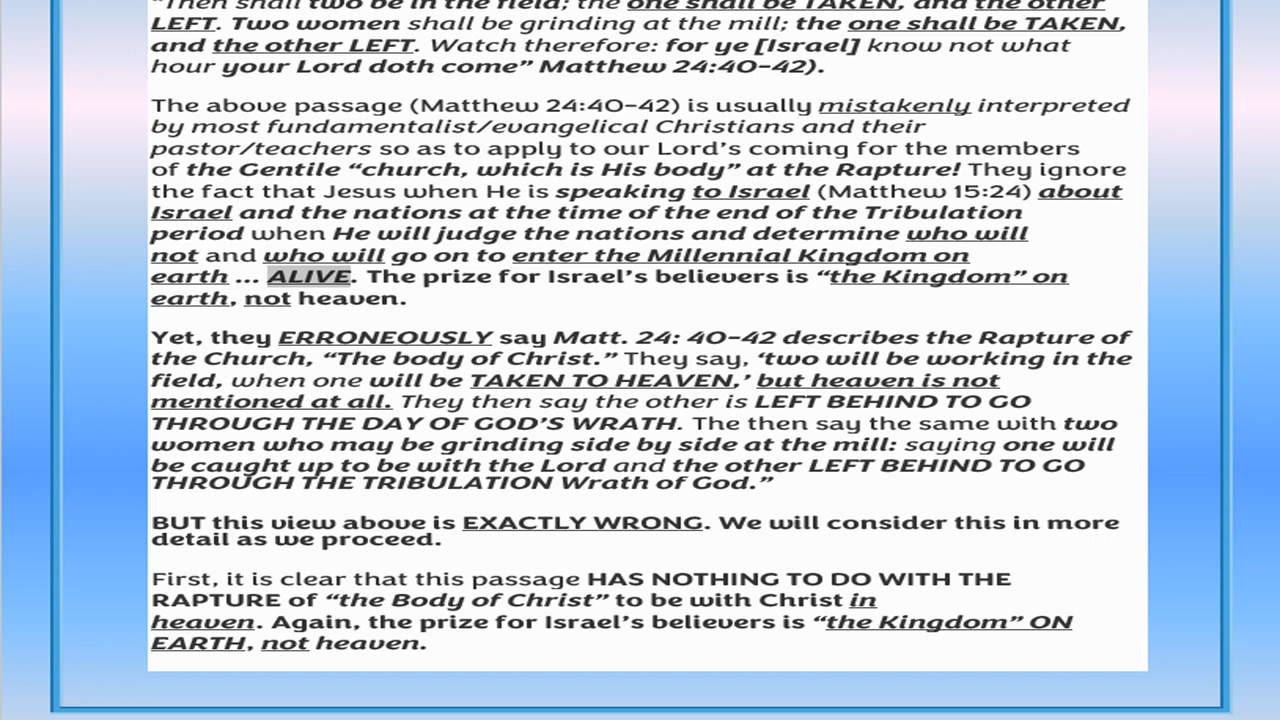 "Then shall two be in the field; the one shall be TAKEN, and the other
LEFT. Two women shall be grinding at the mill; the one shall be TAKEN,
and the other LEFT. Watch therefore: for ye [Israel] know not what
hour your Lord doth come" Matthew 24:40-42).
The above passage (Matthew 24:40-42) is usually mistakenly interpreted
by most fundamentalist/evangelical Christians and their
pastor/teachers so as to apply to our Lord's coming for the members
of the Gentile "church, which is His body" at the Rapture! They ignore
the fact that Jesus when He is speaking to Israel (Matthew 15:24) about
Israel and the nations at the time of the end of the Tribulation
period when He will judge the nations and determine who will
not and who will go on to enter the Millennial Kingdom on
earth ... ALIVE. The prize for Israel's believers is "the Kingdom" on
earth, not heaven.
Yet, they ERRONEOUSLY say Matt. 24: 40-42 describes the Rapture of
the Church, "The body of Christ." They say, 'two will be working in the
field, when one will be TAKEN TO HEAVEN,' but heaven is not
mentioned at all. They then say the other is LEFT BEHIND TO GO
THROUGH THE DAY OF GOD'S WRATH. The then say the same with two
women who may be grinding side by side at the mill: saying one will
be caught up to be with the Lord and the other LEFT BEHIND TO GO
THROUGH THE TRIBULATION Wrath of God."
BUT this view above is EXACTLY WRONG. We will consider this in more
detail as we proceed.
First, it is clear that this passage HAS NOTHING TO DO WITH THE
RAPTURE of "the Body of Christ" to be with Christ in
heaven. Again, the prize for Israel's believers is "the Kingdom" ON
EARTH, not heaven.